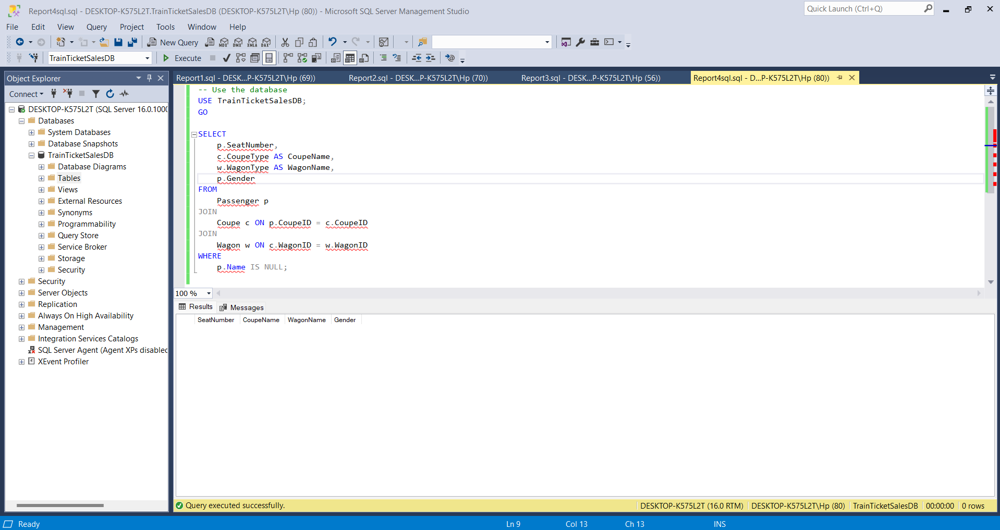 Report4sql.sql - DESKTOP-K575L2T.TrainTicketSalesDB (DESKTOP-K575L2T\Hp (80)) - Microsoft SQL Server Management Studio
Quick Launch (Ctrl+Q)
File Edit View Query Project Tools Window Help
New Query MDX DMX XMLA DAX
TrainTicketSalesDB Execute
Object Explorer
Connect
DESKTOP-K575L2T (SQL Server 16.0.1000
Databases
System Databases
Database Snapshots
TrainTicketSalesDB
Database Diagrams
Tables
Views
External Resources
Synonyms
Programmability
Query Store
Service Broker
Storage
Security
Security
Server Objects
Replication
Always On High Availability
Management
Integration Services Catalogs
SQL Server Agent (Agent XPs disabled
XEvent Profiler
Report1.sql - DESK...P-K575L2T\Hp (69)) Report2.sql - DESK...P-K575L2T\Hp (70)) Report3.sql - DESK...P-K575L2T\Hp (56)) Report4sql.sql - D...P-K575L2T\Hp (80))
-- Use the database
USE TrainTicketSalesDB;
GO
SELECT
p.SeatNumber,
c.CoupeType AS CoupeName,
w.WagonType AS WagonName,
p.Gender
FROM
Passenger p
JOIN
Coupe c ON p.CoupeID = c.CoupeID
JOIN
Wagon w ON c.WagonID = w.WagonID
WHERE
p.Name IS NULL;
100 %
Results Messages
SeatNumber CoupeName WagonName Gender
Query executed successfully. DESKTOP-K575L2T (16.0 RTM) DESKTOP-K575L2T\Hp (80) TrainTicketSalesDB 00:00:00 0 rows
Ready Ln 9 Col 13 Ch 13 INS